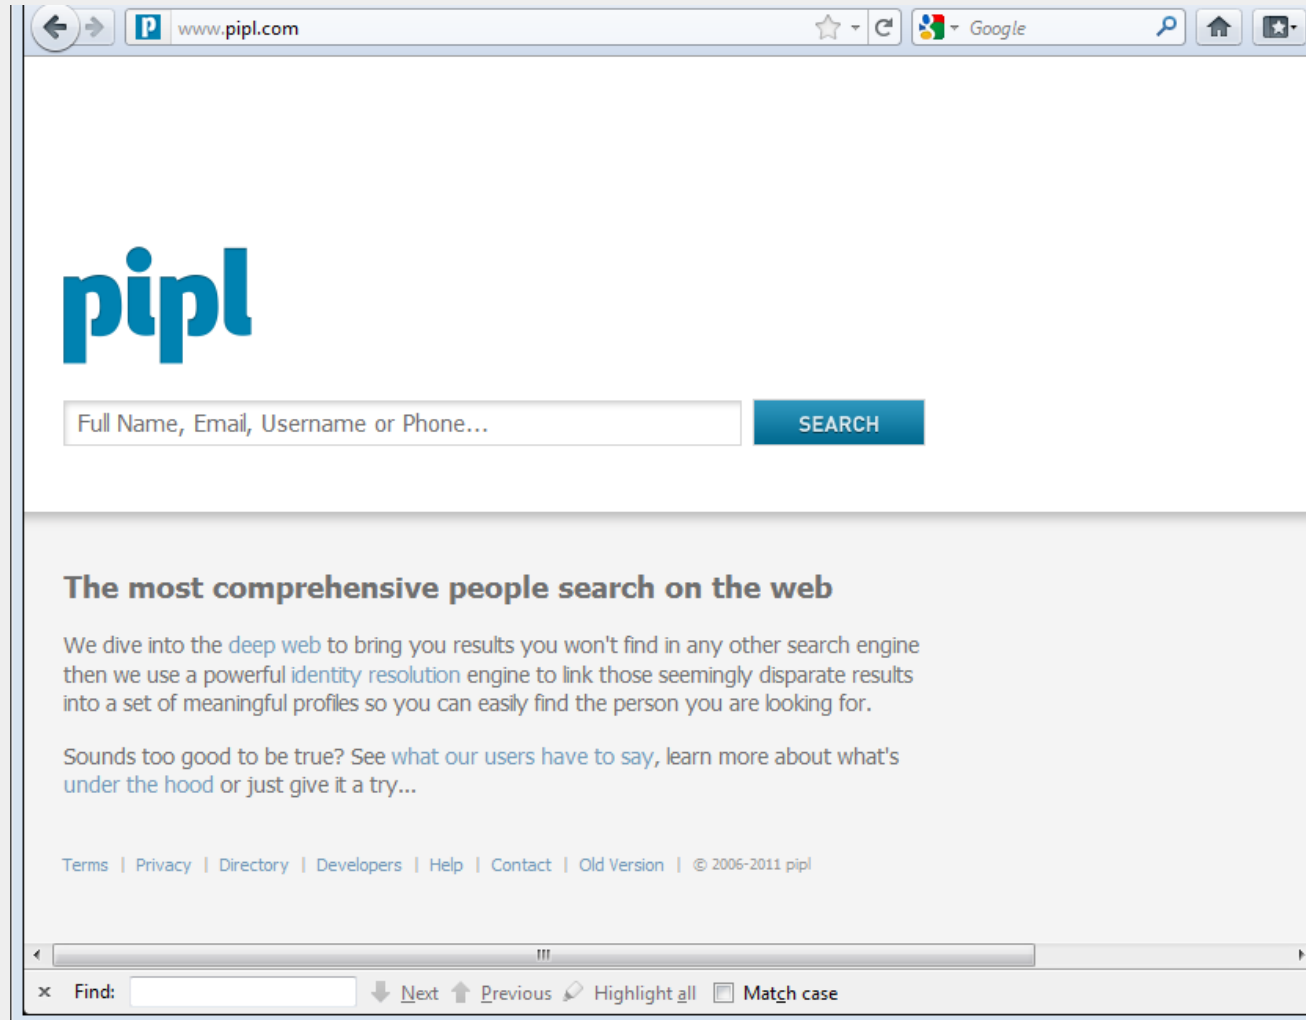 www.pipl.com
Google
pipl
Full Name, Email, Username or Phone...
SEARCH
The most comprehensive people search on the web
We dive into the deep web to bring you results you won't find in any other search engine
then we use a powerful identity resolution engine to link those seemingly disparate results
into a set of meaningful profiles so you can easily find the person you are looking for.
Sounds too good to be true? See what our users have to say, learn more about what's
under the hood or just give it a try...
Terms | Privacy | Directory | Developers | Help | Contact | Old Version | © 2006-2011 pipl
Find: Next Previous Highlight all Match case